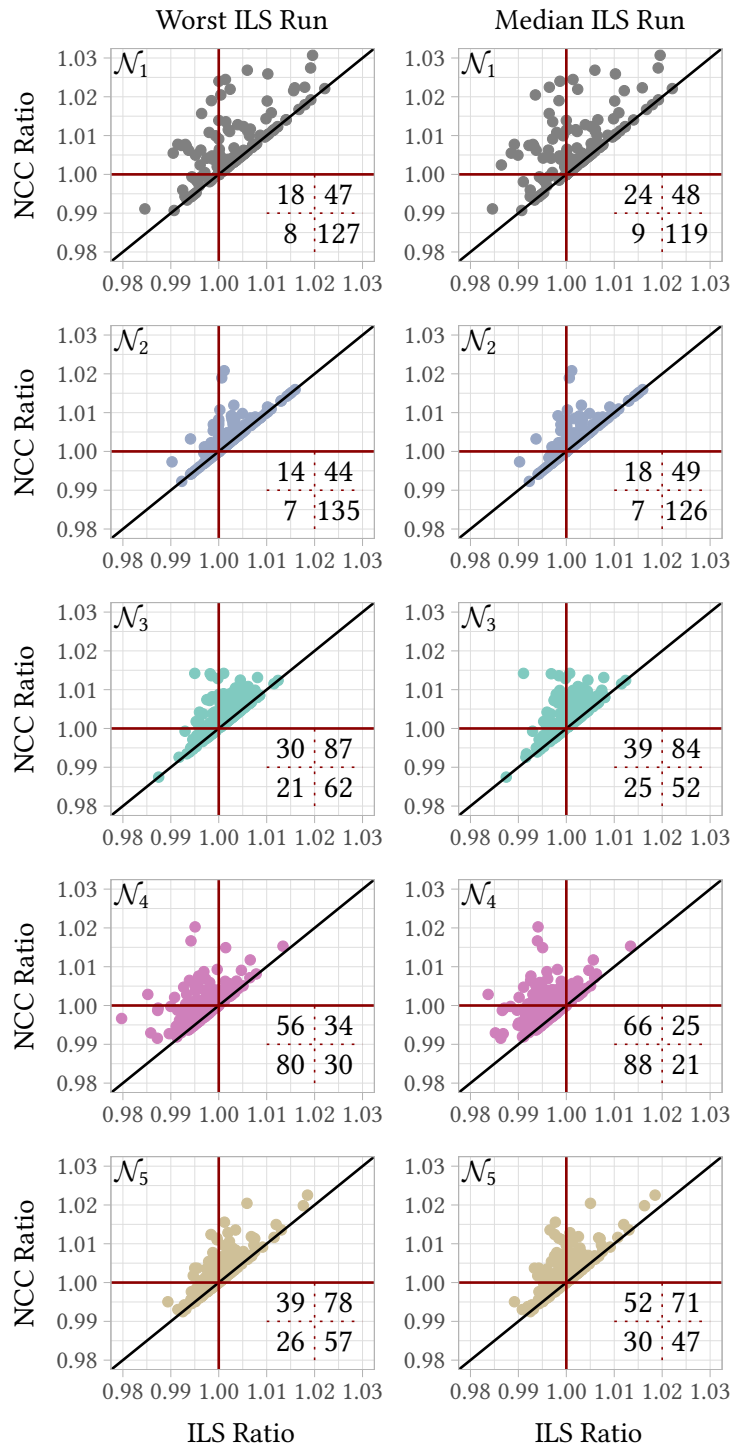 Worst ILS Run Median ILS Run
NCC Ratio
1.03
1.02
1.01
1.00
0.99
0.98
𝒩1
18 47
8 127
0.98 0.99 1.00 1.01 1.02 1.03
𝒩1
24 48
9 119
0.98 0.99 1.00 1.01 1.02 1.03
NCC Ratio
1.03
1.02
1.01
1.00
0.99
0.98
𝒩2
14 44
7 135
0.98 0.99 1.00 1.01 1.02 1.03
𝒩2
18 49
7 126
0.98 0.99 1.00 1.01 1.02 1.03
NCC Ratio
1.03
1.02
1.01
1.00
0.99
0.98
𝒩3
30 87
21 62
0.98 0.99 1.00 1.01 1.02 1.03
𝒩3
39 84
25 52
0.98 0.99 1.00 1.01 1.02 1.03
NCC Ratio
1.03
1.02
1.01
1.00
0.99
0.98
𝒩4
56 34
80 30
0.98 0.99 1.00 1.01 1.02 1.03
𝒩4
66 25
88 21
0.98 0.99 1.00 1.01 1.02 1.03
NCC Ratio
1.03
1.02
1.01
1.00
0.99
0.98
𝒩5
39 78
26 57
0.98 0.99 1.00 1.01 1.02 1.03
𝒩5
52 71
30 47
0.98 0.99 1.00 1.01 1.02 1.03
ILS Ratio ILS Ratio